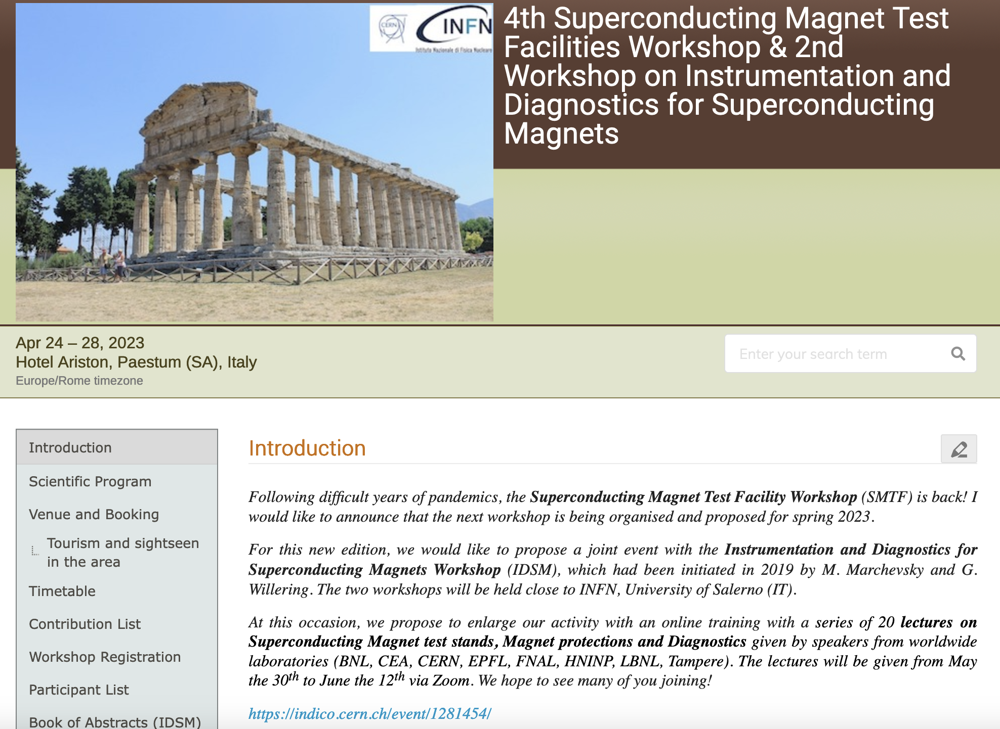 CERN
INFN
Istituto Nazionale di Fisica Nucleare
4th Superconducting Magnet Test
Facilities Workshop & 2nd
Workshop on Instrumentation and
Diagnostics for Superconducting
Magnets
Apr 24 – 28, 2023
Hotel Ariston, Paestum (SA), Italy
Europe/Rome timezone
Enter your search term
Introduction
Scientific Program
Venue and Booking
Tourism and sightseen
in the area
Timetable
Contribution List
Workshop Registration
Participant List
Book of Abstracts (IDSM)
Introduction
Following difficult years of pandemics, the Superconducting Magnet Test Facility Workshop (SMTF) is back! I
would like to announce that the next workshop is being organised and proposed for spring 2023.
For this new edition, we would like to propose a joint event with the Instrumentation and Diagnostics for
Superconducting Magnets Workshop (IDSM), which had been initiated in 2019 by M. Marchevsky and G.
Willering. The two workshops will be held close to INFN, University of Salerno (IT).
At this occasion, we propose to enlarge our activity with an online training with a series of 20 lectures on
Superconducting Magnet test stands, Magnet protections and Diagnostics given by speakers from worldwide
laboratories (BNL, CEA, CERN, EPFL, FNAL, HNINP, LBNL, Tampere). The lectures will be given from May
the 30th to June the 12th via Zoom. We hope to see many of you joining!
https://indico.cern.ch/event/1281454/